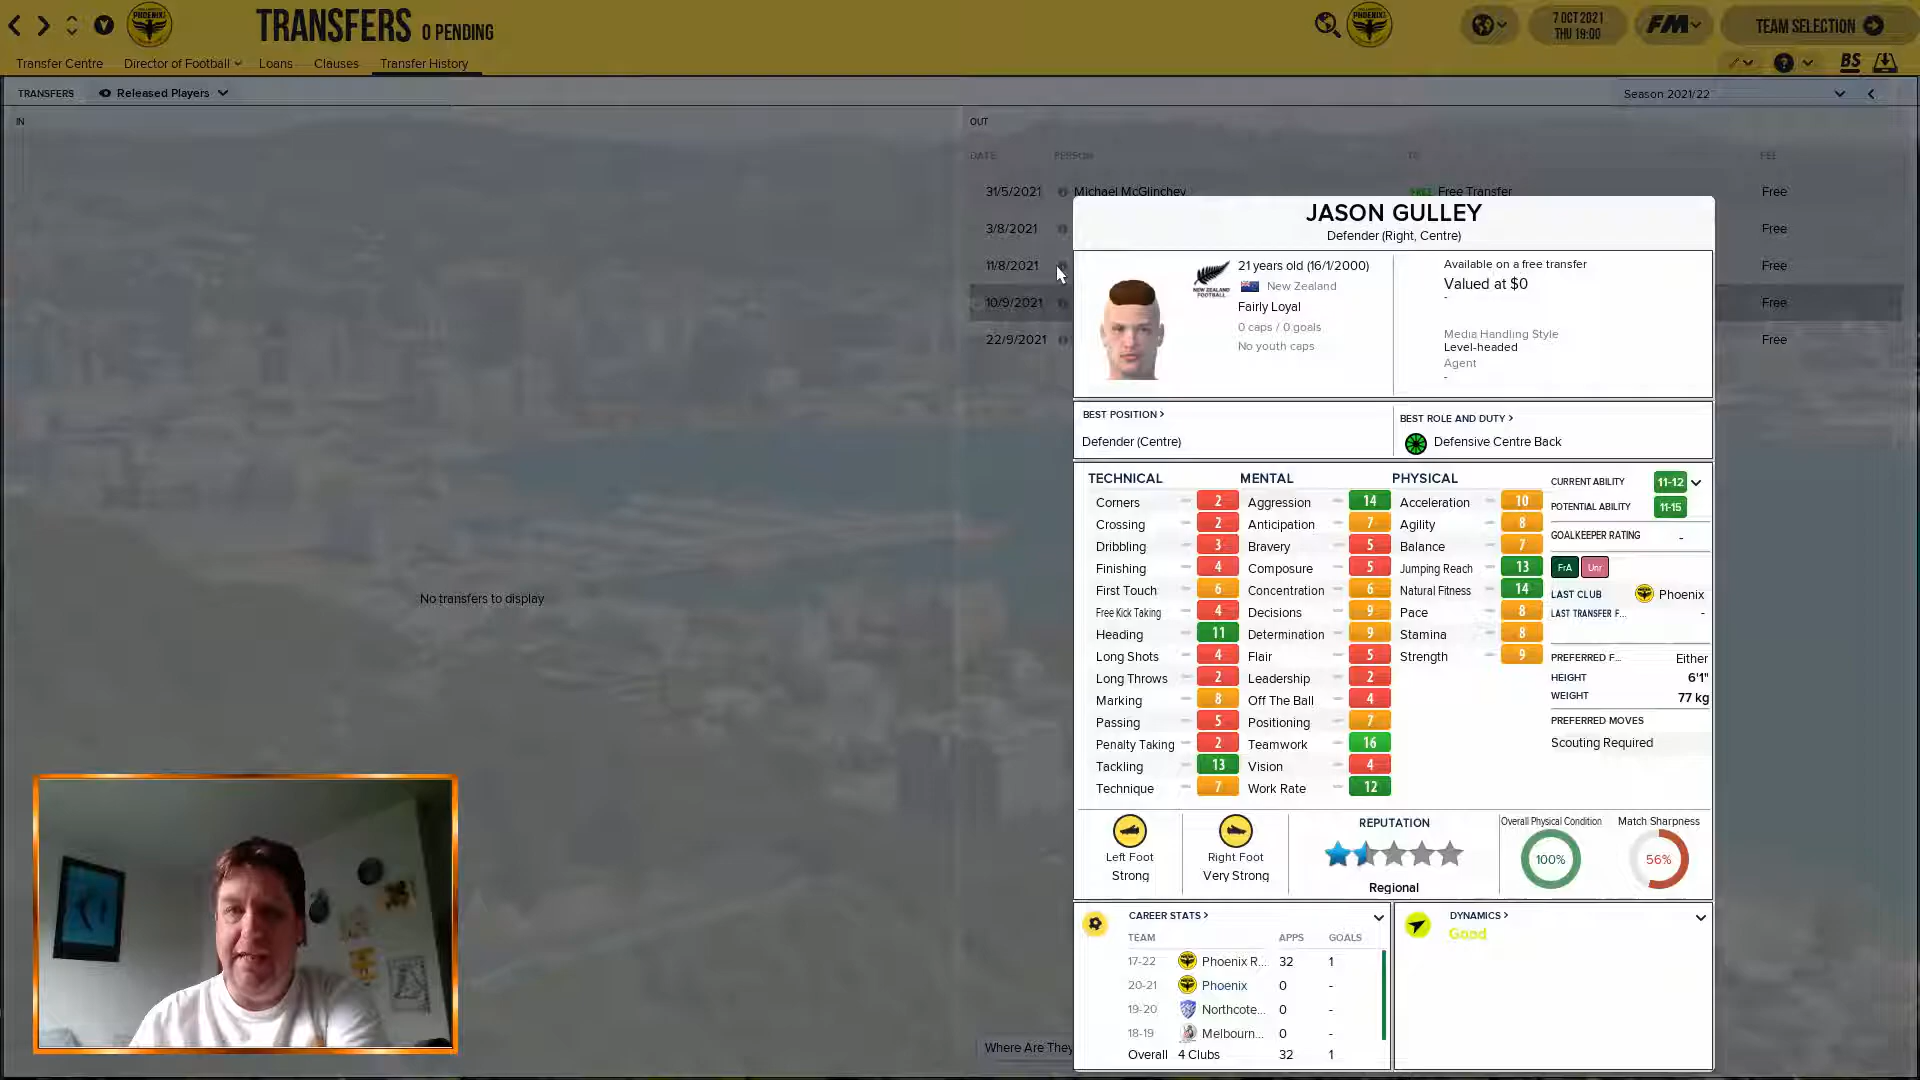 TRANSFERS 0 PENDING
7 OCT 2021
THU 19:00
FM
TEAM SELECTION
Transfer Centre Director of Football Loans Clauses Transfer History
BS
TRANSFERS Released Players
Season 2021/22
IN
OUT
DATE PERSON TO FEE
31/5/2021 Michael McGlinchey FREE Free Transfer Free
3/8/2021 Free
11/8/2021 Free
10/9/2021 Free
22/9/2021 Free
No transfers to display
Where Are They
JASON GULLEY
Defender (Right, Centre)
NEW ZEALAND
FOOTBALL
21 years old (16/1/2000)
New Zealand
Fairly Loyal
0 caps / 0 goals
No youth caps
Available on a free transfer
Valued at $0
-
Media Handling Style
Level-headed
Agent
-
BEST POSITION >
Defender (Centre)
BEST ROLE AND DUTY >
Defensive Centre Back
TECHNICAL
Corners 2
Crossing 2
Dribbling 3
Finishing 4
First Touch 6
Free Kick Taking 4
Heading 11
Long Shots 4
Long Throws 2
Marking 8
Passing 5
Penalty Taking 2
Tackling 13
Technique 7
MENTAL
Aggression 14
Anticipation 7
Bravery 5
Composure 5
Concentration 6
Decisions 9
Determination 9
Flair 5
Leadership 2
Off The Ball 4
Positioning 7
Teamwork 16
Vision 4
Work Rate 12
PHYSICAL
Acceleration 10
Agility 8
Balance 7
Jumping Reach 13
Natural Fitness 14
Pace 8
Stamina 8
Strength 9
CURRENT ABILITY 11-12
POTENTIAL ABILITY 11-15
GOALKEEPER RATING -
FrA Unr
LAST CLUB Phoenix
LAST TRANSFER F... -
PREFERRED F... Either
HEIGHT 6'1"
WEIGHT 77 kg
PREFERRED MOVES
Scouting Required
Left Foot
Strong
Right Foot
Very Strong
REPUTATION
Regional
Overall Physical Condition
100%
Match Sharpness
56%
CAREER STATS >
TEAM APPS GOALS
17-22 Phoenix R... 32 1
20-21 Phoenix 0 -
19-20 Northcote... 0 -
18-19 Melbourn... 0 -
Overall 4 Clubs 32 1
DYNAMICS >
Good